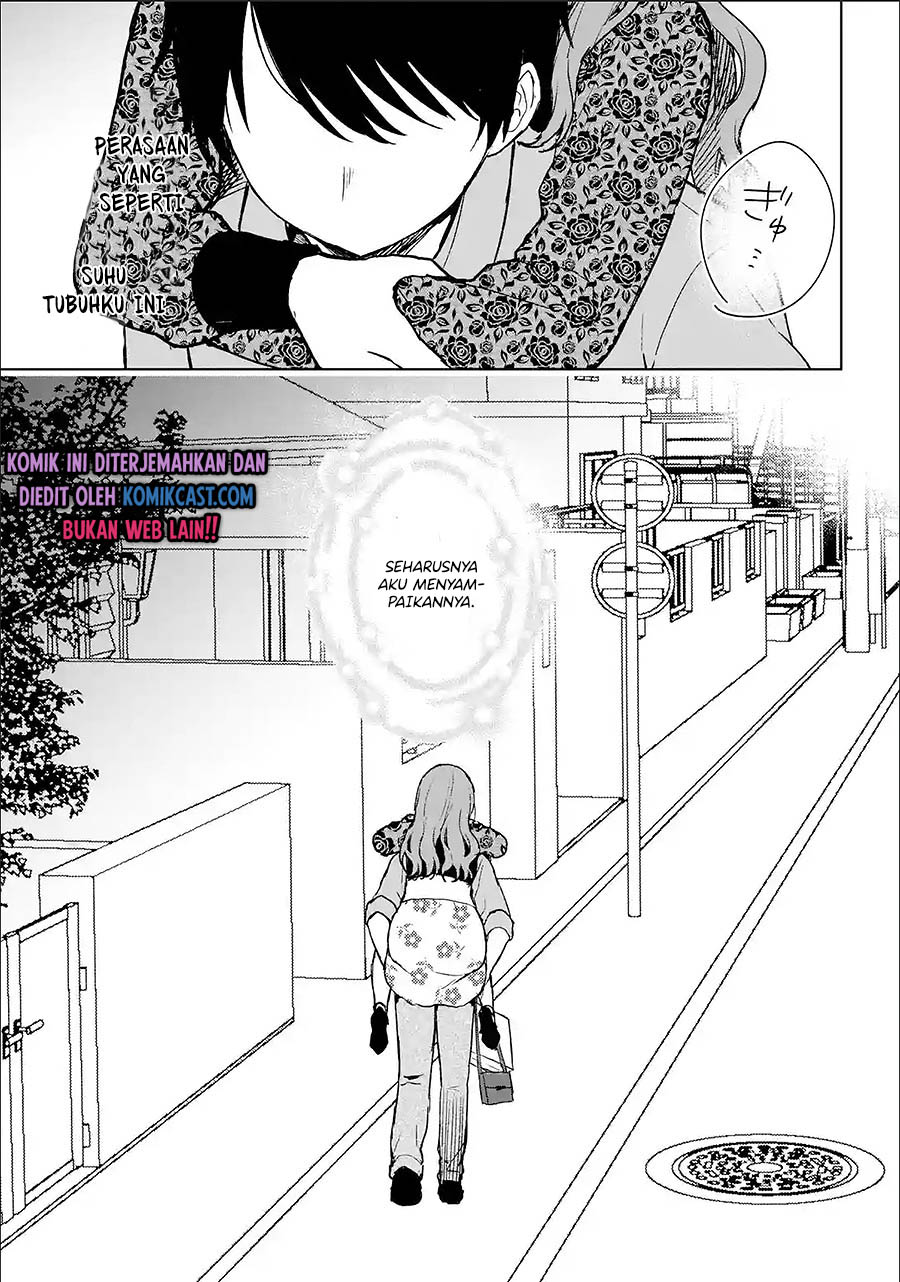 ぎゅ…
PERASAAN
YANG
SEPERTI
SUHU
TUBUHKU INI
KOMIK INI DITERJEMAHKAN DAN
DIEDIT OLEH KOMIKCAST.COM
BUKAN WEB LAIN!!
SEHARUSNYA
AKU MENYAM-
PAIKANNYA.